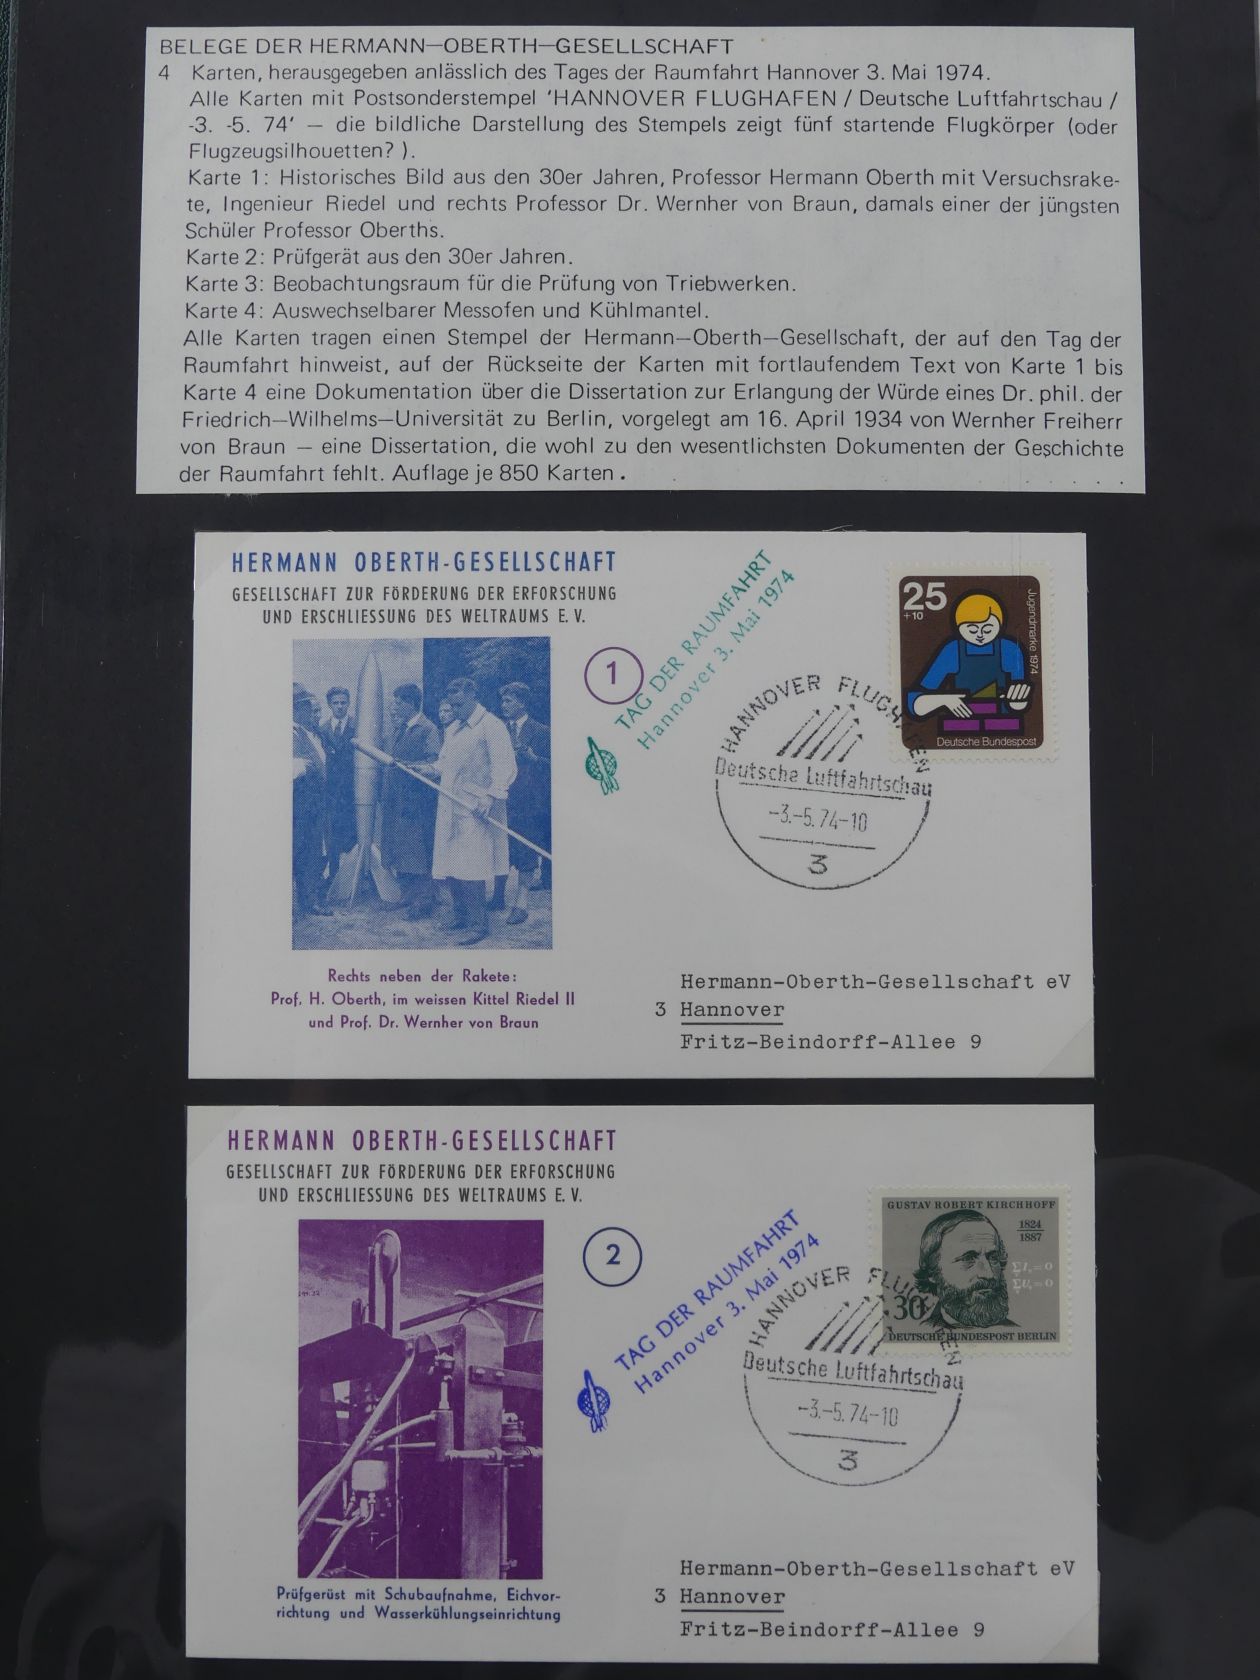 BELEGE DER HERMANN—OBERTH—GESELLSCHAFT
4 Karten, herausgegeben anlässlich des Tages der Raumfahrt Hannover 3. Mai 1974.
Alle Karten mit Postsonderstempel 'HANNOVER FLUGHAFEN / Deutsche Luftfahrtschau /
-3. -5. 74' — die bildliche Darstellung des Stempels zeigt fünf startende Flugkörper (oder
Flugzeugsilhouetten? ).
Karte 1: Historisches Bild aus den 30er Jahren, Professor Hermann Oberth mit Versuchsrake-
te, Ingenieur Riedel und rechts Professor Dr. Wernher von Braun, damals einer der jüngsten
Schüler Professor Oberths.
Karte 2: Prüfgerät aus den 30er Jahren.
Karte 3: Beobachtungsraum für die Prüfung von Triebwerken.
Karte 4: Auswechselbarer Messofen und Kühlmantel.
Alle Karten tragen einen Stempel der Hermann—Oberth—Gesellschaft, der auf den Tag der
Raumfahrt hinweist, auf der Rückseite der Karten mit fortlaufendem Text von Karte 1 bis
Karte 4 eine Dokumentation über die Dissertation zur Erlangung der Würde eines Dr. phil. der
Friedrich—Wilhelms—Universität zu Berlin, vorgelegt am 16. April 1934 von Wernher Freiherr
von Braun — eine Dissertation, die wohl zu den wesentlichsten Dokumenten der Geschichte
der Raumfahrt fehlt. Auflage je 850 Karten .
HERMANN OBERTH-GESELLSCHAFT
GESELLSCHAFT ZUR FÖRDERUNG DER ERFORSCHUNG
UND ERSCHLIESSUNG DES WELTRAUMS E. V.
1
TAG DER RAUMFAHRT
Hannover 3. Mai 1974
25
+10
Jugendmarke 1974
Deutsche Bundespost
HANNOVER FLUGHAFEN
Deutsche Luftfahrtschau
-3.-5.74-10
3
Rechts neben der Rakete:
Prof. H. Oberth, im weissen Kittel Riedel II
und Prof. Dr. Wernher von Braun
Hermann-Oberth-Gesellschaft eV
3 Hannover
Fritz-Beindorff-Allee 9
HERMANN OBERTH-GESELLSCHAFT
GESELLSCHAFT ZUR FÖRDERUNG DER ERFORSCHUNG
UND ERSCHLIESSUNG DES WELTRAUMS E. V.
2
TAG DER RAUMFAHRT
Hannover 3. Mai 1974
GUSTAV ROBERT KIRCHHOFF
1824
1887
30
DEUTSCHE BUNDESPOST BERLIN
HANNOVER FLUGHAFEN
Deutsche Luftfahrtschau
-3.-5.74-10
3
Prüfgerüst mit Schubaufnahme, Eichvor-
richtung und Wasserkühlungseinrichtung
Hermann-Oberth-Gesellschaft eV
3 Hannover
Fritz-Beindorff-Allee 9